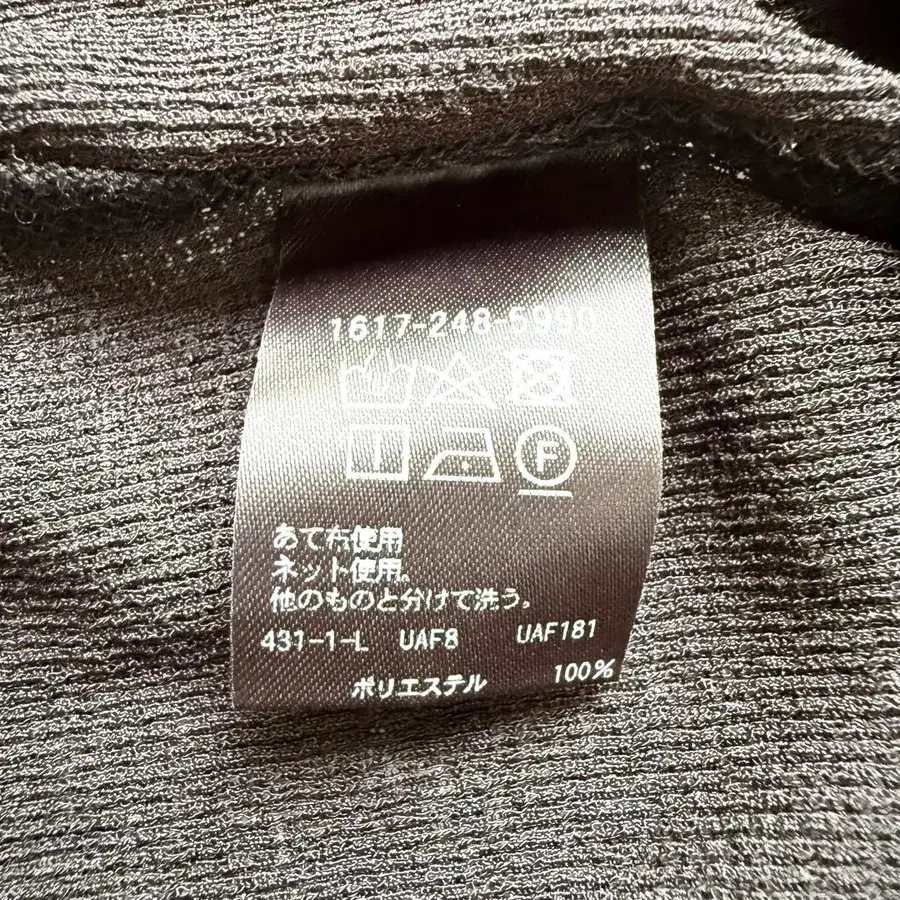 1617-248-5990
F
あて布使用
ネット使用。
他のものと分けて洗う。
431-1-L UAF8 UAF181
ポリエステル 100%